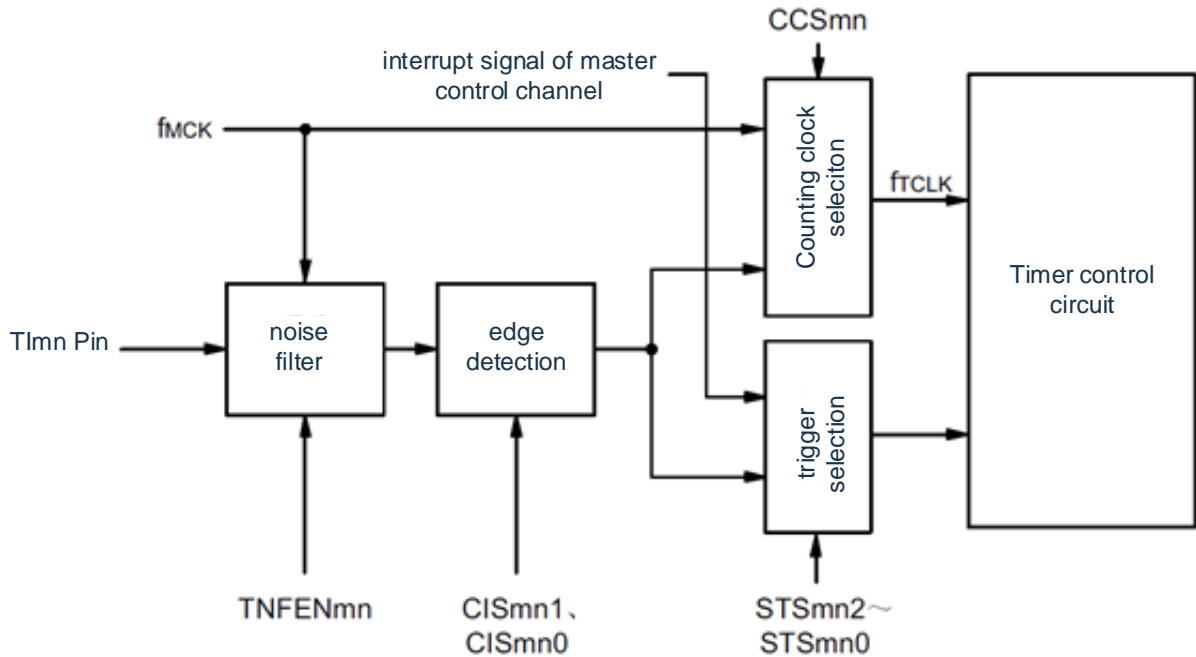 CCSmn
interrupt signal of master
control channel
fMCK
Counting clock
seleciton
fTCLK
Timer control
circuit
TImn Pin
noise
filter
edge
detection
trigger
selection
TNFENmn
CISmn1、
CISmn0
STSmn2～
STSmn0